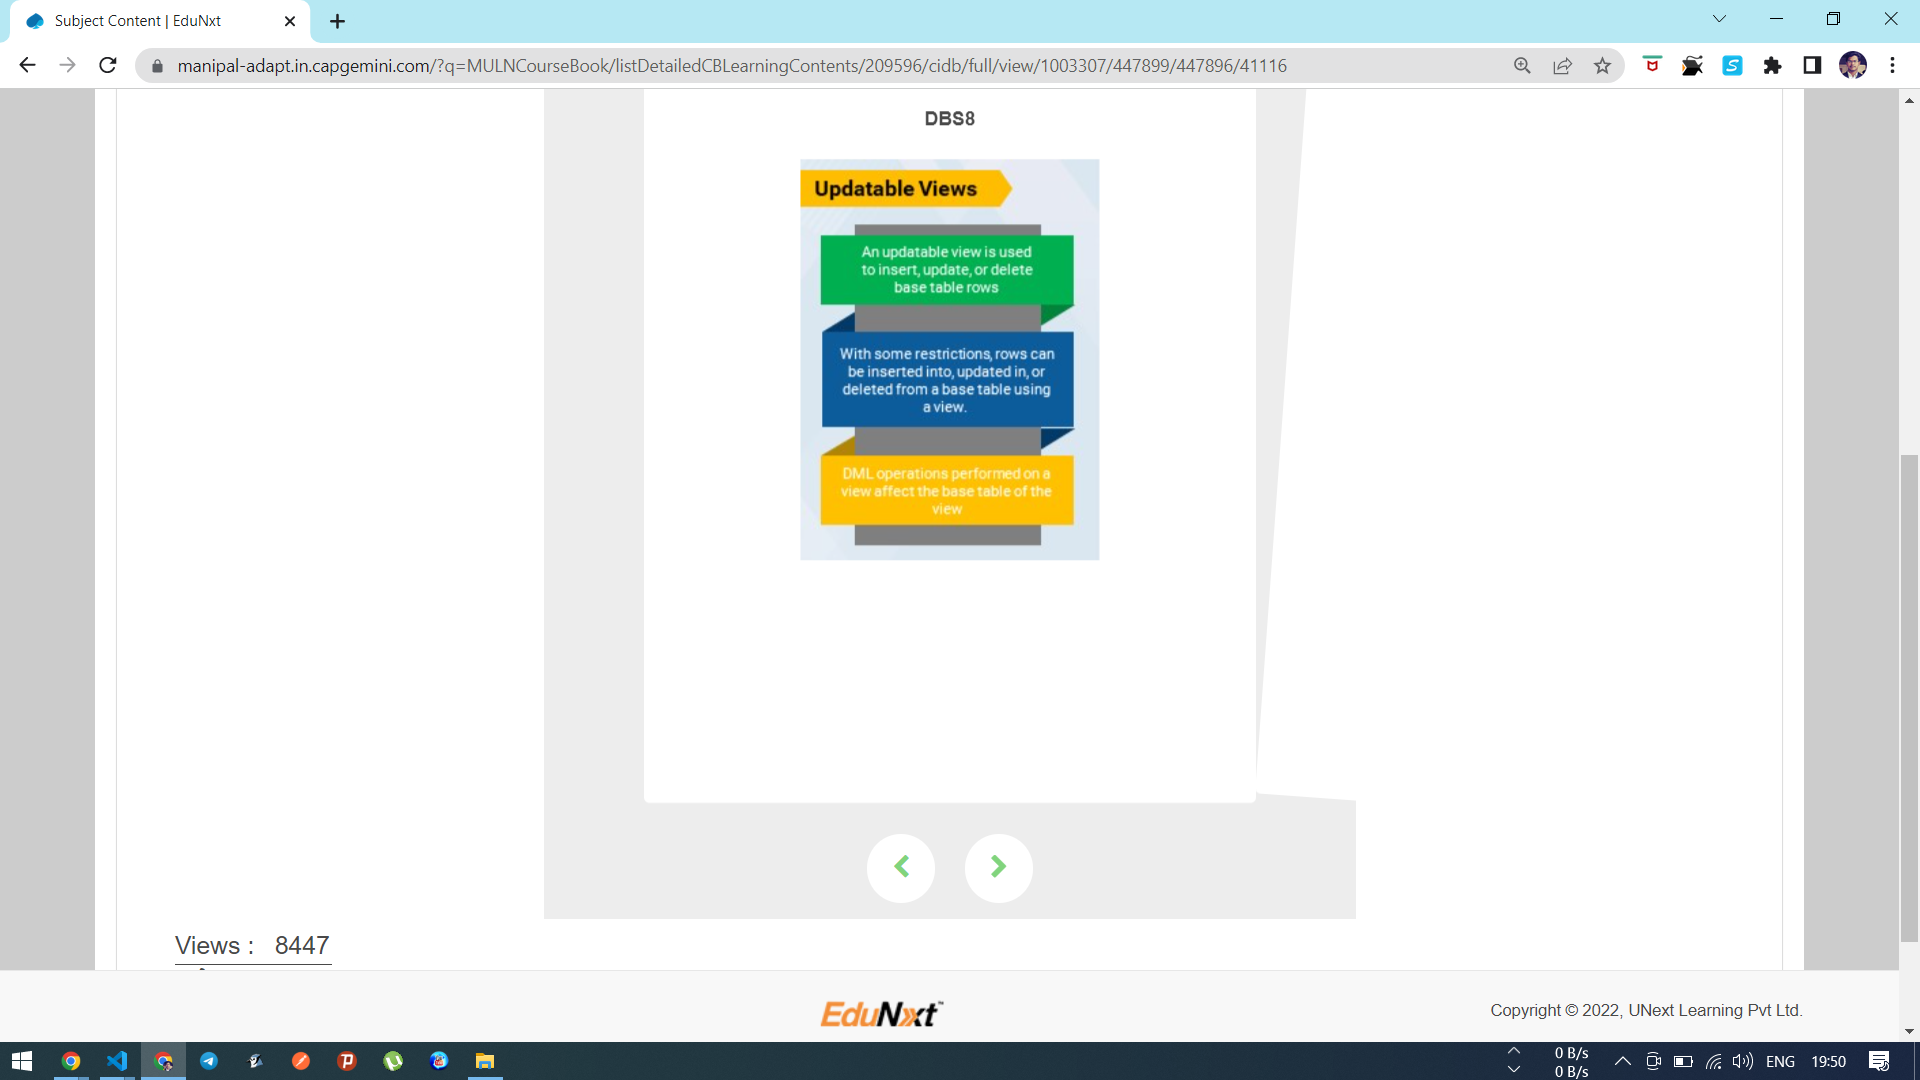 Subject Content | EduNxt
manipal-adapt.in.capgemini.com/?q=MULNCourseBook/listDetailedCBLearningContents/209596/cidb/full/view/1003307/447899/447896/41116
DBS8
Updatable Views
An updatable view is used
to insert, update, or delete
base table rows
With some restrictions, rows can
be inserted into, updated in, or
deleted from a base table using
a view.
DML operations performed on a
view affect the base table of the
view
Views : 8447
EduNxt™
Copyright © 2022, UNext Learning Pvt Ltd.
0 B/s
0 B/s
ENG
19:50